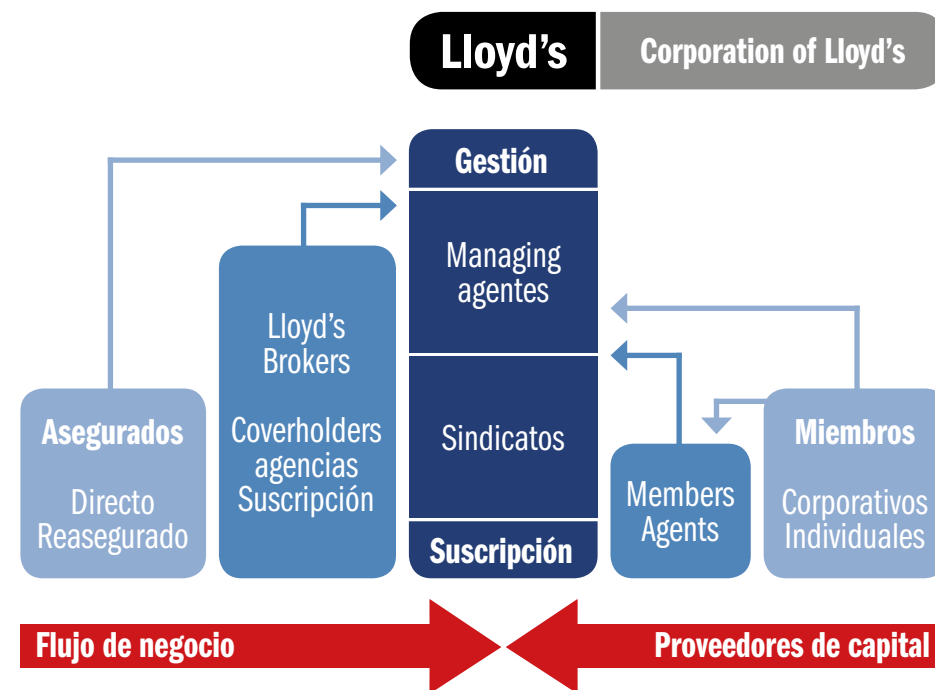 Lloyd’s
Corporation of Lloyd’s
Gestión
Managing
agentes
Sindicatos
Suscripción
Asegurados
Directo
Reasegurado
Lloyd’s
Brokers
Coverholders
agencias
Suscripción
Members
Agents
Miembros
Corporativos
Individuales
Flujo de negocio
Proveedores de capital